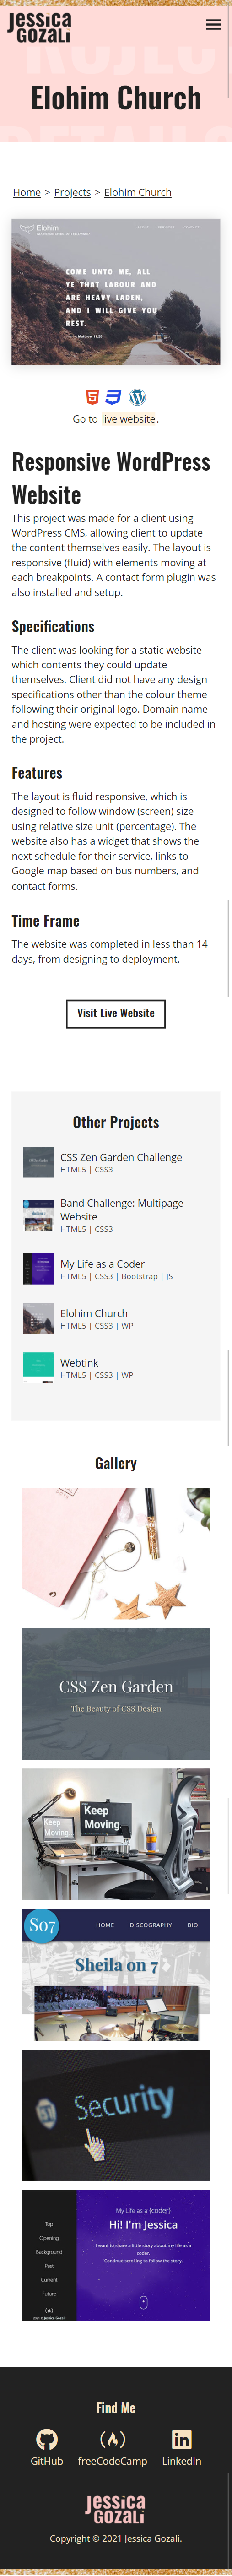 Jessica
Gozali
ROJEC
Elohim Church
DETAILS
Home > Projects > Elohim Church
Elohim
COME UNTO ME, ALL
YE THAT LABOUR AND
ARE HEAVY LADEN,
AND I WILL GIVE YOU
REST.
Matthew 11:28
Go to live website.
Responsive WordPress
Website
This project was made for a client using
WordPress CMS, allowing client to update
the content themselves easily. The layout is
responsive (fluid) with elements moving at
each breakpoints. A contact form plugin was
also installed and setup.
Specifications
The client was looking for a static website
which contents they could update
themselves. Client did not have any design
specifications other than the colour theme
following their original logo. Domain name
and hosting were expected to be included in
the project.
Features
The layout is fluid responsive, which is
designed to follow window (screen) size
using relative size unit (percentage). The
website also has a widget that shows the
next schedule for their service, links to
Google map based on bus numbers, and
contact forms.
Time Frame
The website was completed in less than 14
days, from designing to deployment.
Visit Live Website
Other Projects
CSS Zen Garden Challenge
HTML5 | CSS3
Band Challenge: Multipage
Website
HTML5 | CSS3
My Life as a Coder
HTML5 | CSS3 | Bootstrap | JS
Elohim Church
HTML5 | CSS3 | WP
Webtink
HTML5 | CSS3 | WP
Gallery
CSS Zen Garden
The Beauty of CSS Design
Keep
Moving
Keep
Moving.
So7
HOME DISCOGRAPHY BIO
Sheila on 7
Security
Top
Opening
Background
Past
Current
Future
My Life as a {coder}
Hi! I'm Jessica
I want to share a little story about my life as a
coder.
Continue scrolling to follow the story.
2021 © Jessica Gozali
Find Me
GitHub freeCodeCamp LinkedIn
Jessica
Gozali
Copyright © 2021 Jessica Gozali.